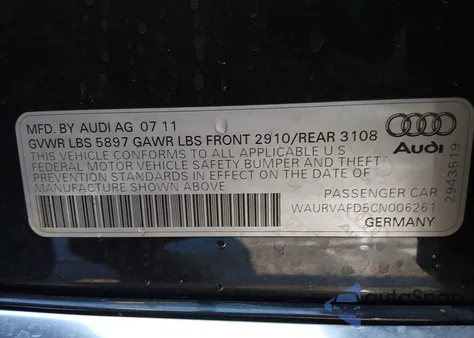 MFD. BY AUDI AG 07 11
GVWR LBS 5897 GAWR LBS FRONT 2910/REAR 3108
THIS VEHICLE CONFORMS TO ALL APPLICABLE U.S
FEDERAL MOTOR VEHICLE SAFETY BUMPER AND THEFT
PREVENTION STANDARDS IN EFFECT ON THE DATE OF
MANUFACTURE SHOWN ABOVE
Audi
2943519
PASSENGER CAR
WAURVAFD5CN006261
GERMANY